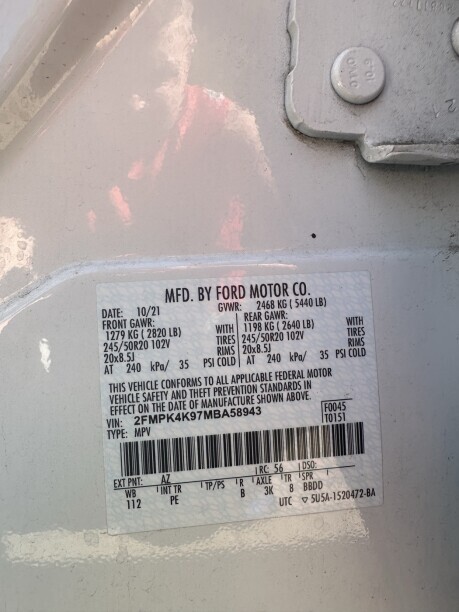 MFD. BY FORD MOTOR CO.
DATE: 10/21 GVWR: 2468 KG ( 5440 LB)
FRONT GAWR: REAR GAWR:
1279 KG ( 2820 LB) WITH 1198 KG ( 2640 LB) WITH
245/50R20 102V TIRES 245/50R20 102V TIRES
20x8.5J RIMS 20x8.5J RIMS
AT 240 kPa/ 35 PSI COLD AT 240 kPa/ 35 PSI COLD
THIS VEHICLE CONFORMS TO ALL APPLICABLE FEDERAL MOTOR
VEHICLE SAFETY AND THEFT PREVENTION STANDARDS IN
EFFECT ON THE DATE OF MANUFACTURE SHOWN ABOVE.
VIN: 2FMPK4K97MBA58943 F0045
TYPE: MPV T0151
EXT PNT: AZ RC: 56 DSO:
WB INT TR TP/PS R AXLE TR SPR
112 PE B 3K 8 BBDD
UTC 5U5A-1520472-BA